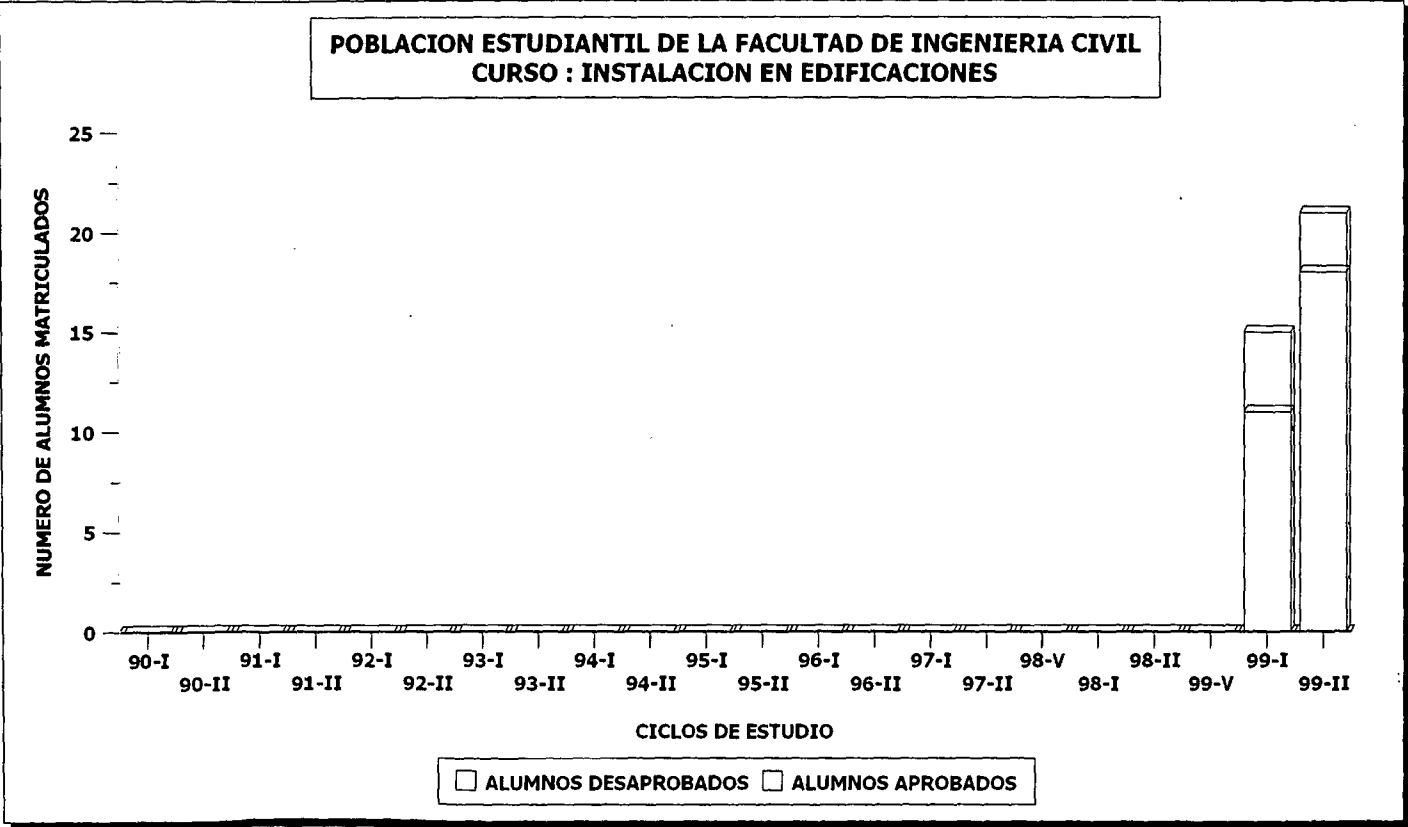 POBLACION ESTUDIANTIL DE LA FACULTAD DE INGENIERIA CIVIL
CURSO : INSTALACION EN EDIFICACIONES
NUMERO DE ALUMNOS MATRICULADOS
25
20
15
10
5
0
90-I 91-I 92-I 93-I 94-I 95-I 96-I 97-I 98-V 98-II 99-I
90-II 91-II 92-II 93-II 94-II 95-II 96-II 97-II 98-I 99-V 99-II
CICLOS DE ESTUDIO
ALUMNOS DESAPROBADOS ALUMNOS APROBADOS